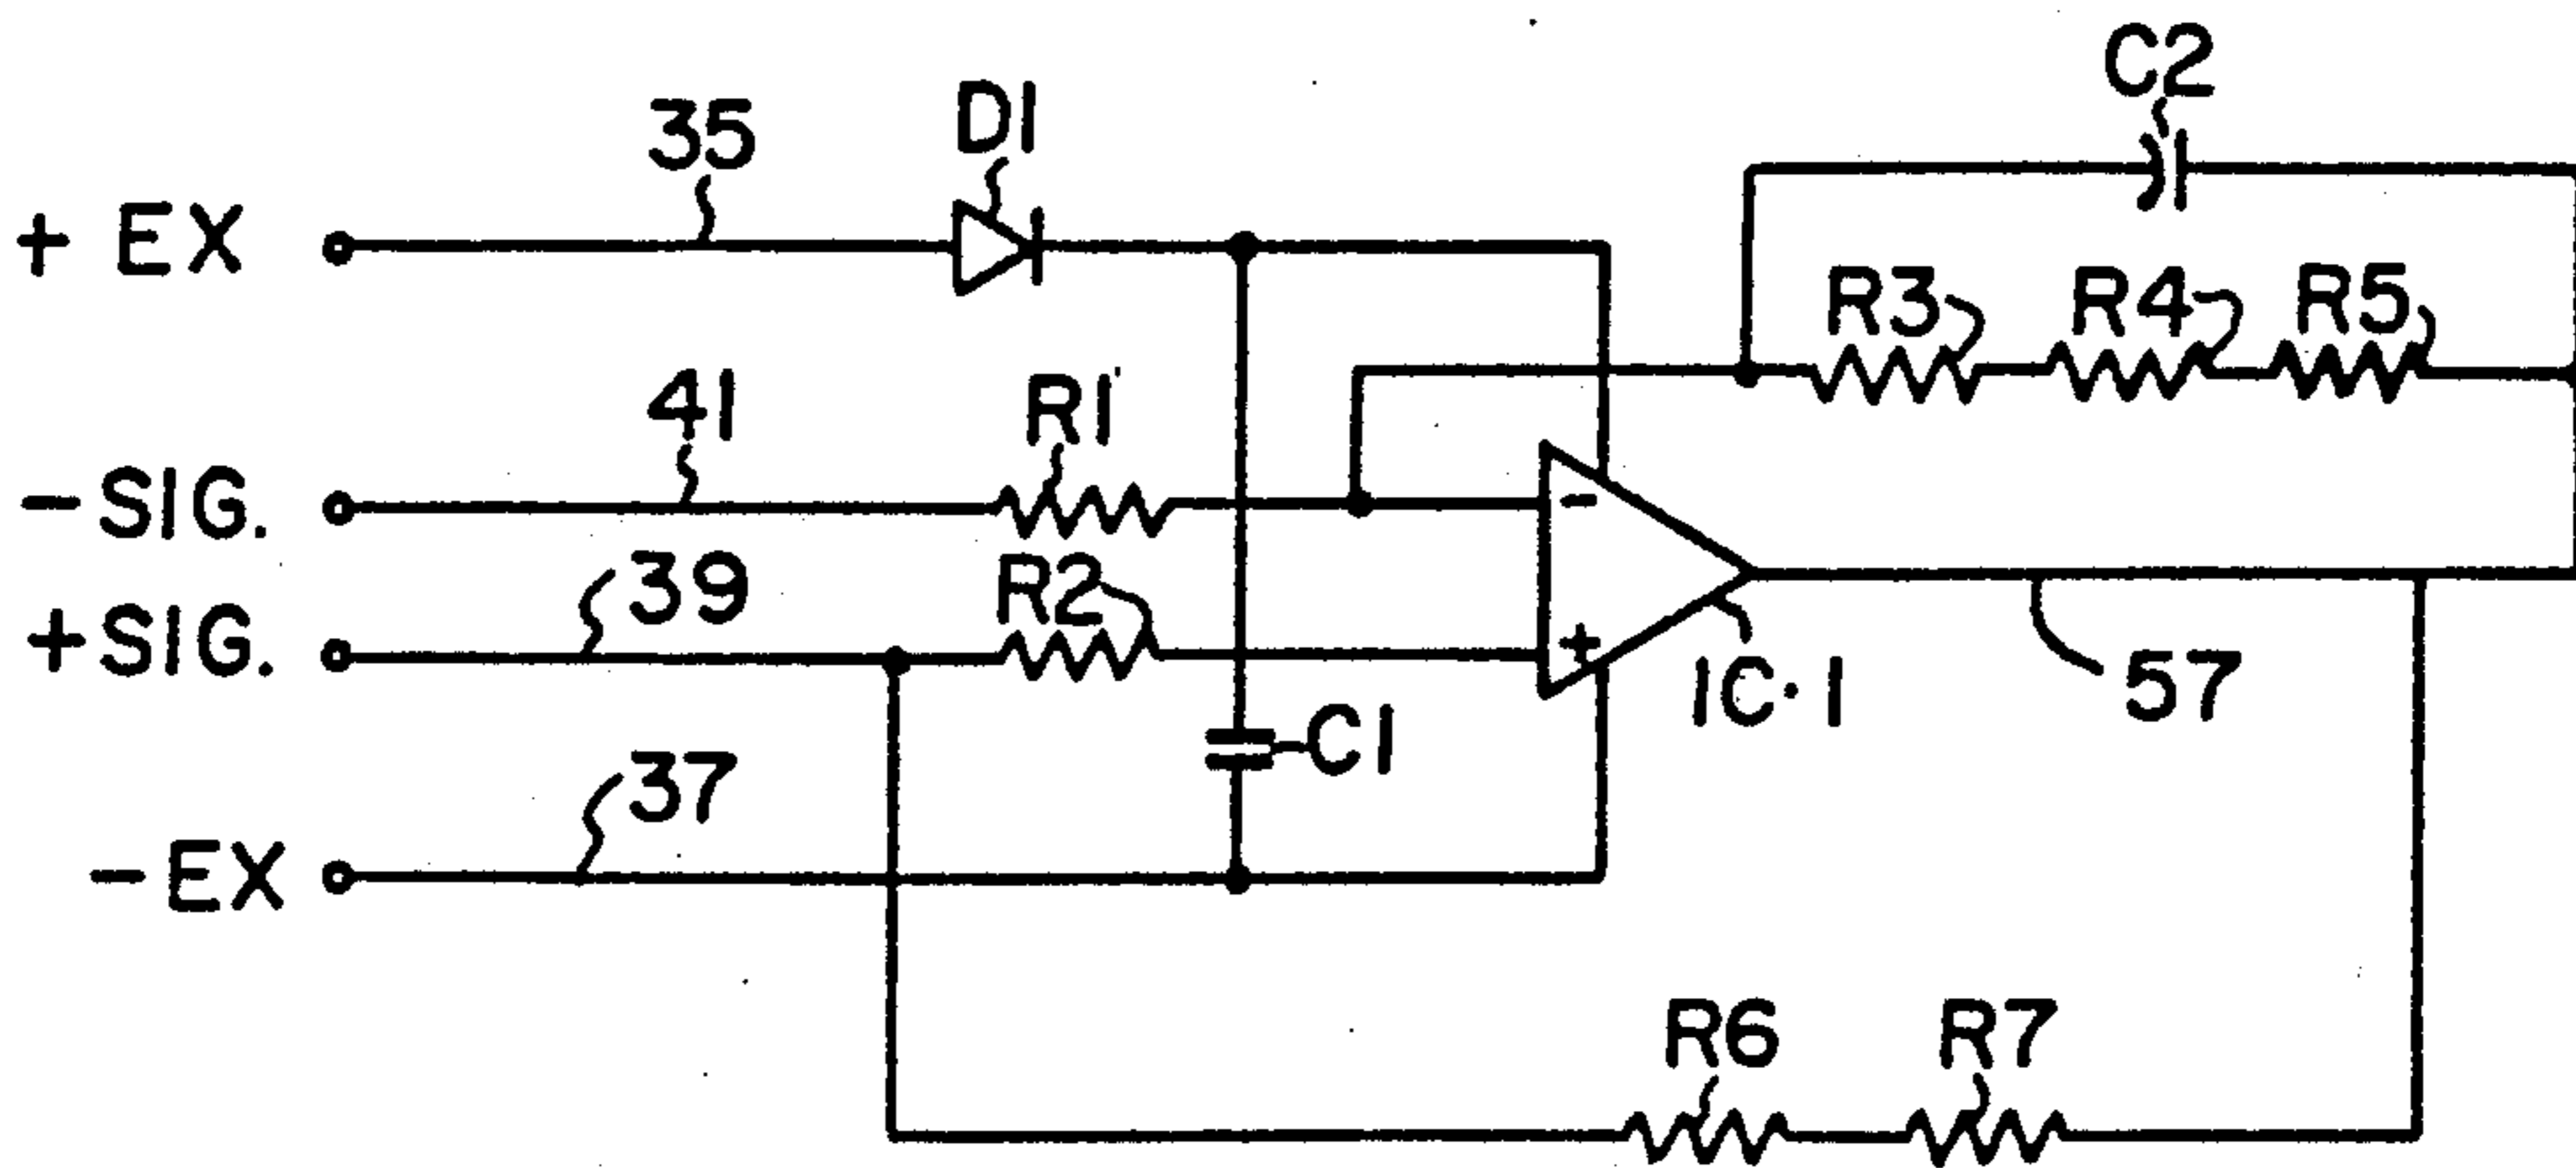 C2
D1
35
+ EX
R3
R4
R5
41
R1
- SIG.
-
39
R2
+ SIG.
+
IC·1
57
C1
37
- EX
R6
R7